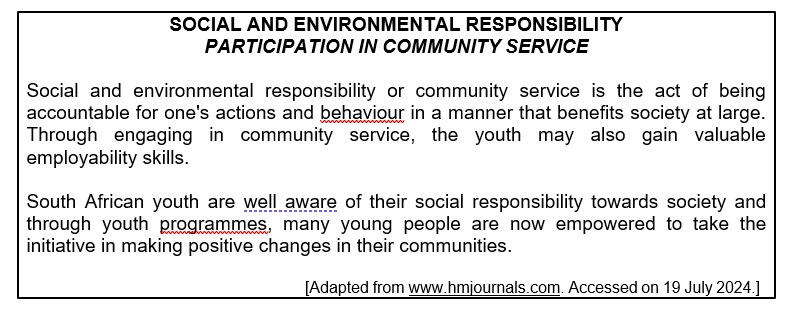 SOCIAL AND ENVIRONMENTAL RESPONSIBILITY
PARTICIPATION IN COMMUNITY SERVICE
Social and environmental responsibility or community service is the act of being
accountable for one's actions and behaviour in a manner that benefits society at large.
Through engaging in community service, the youth may also gain valuable
employability skills.
South African youth are well aware of their social responsibility towards society and
through youth programmes, many young people are now empowered to take the
initiative in making positive changes in their communities.
[Adapted from www.hmjournals.com. Accessed on 19 July 2024.]